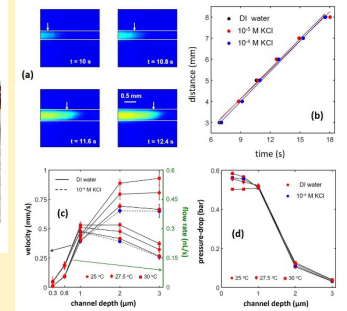 (a)
t = 10 s
t = 10.8 s
0.5 mm
t = 11.6 s
t = 12.4 s
8
7
6
5
4
3
distance (mm)
DI water
10⁻⁵ M KCl
10⁻⁴ M KCl
(b)
6
9
12
15
18
time (s)
1
0.75
0.5
0.25
0
velocity (mm/s)
DI water
10⁻⁴ M KCl
(c)
25 °C
27.5 °C
30 °C
0.6
0.45
0.3
0.15
0
flow rate (nL/s)
0.3
0.6
1
2
3
channel depth (µm)
0.6
0.4
0.2
0
pressure-drop (bar)
DI water
10⁻⁴ M KCl
(d)
25 °C
27.5 °C
30 °C
0
1
2
3
channel depth (µm)